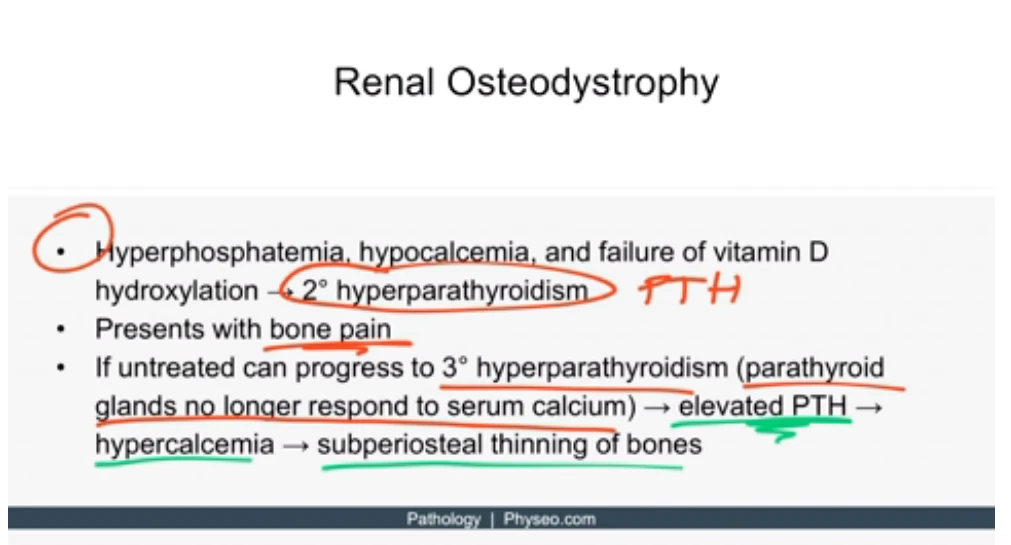 Renal Osteodystrophy
• Hyperphosphatemia, hypocalcemia, and failure of vitamin D
hydroxylation → 2° hyperparathyroidism PTH
• Presents with bone pain
• If untreated can progress to 3° hyperparathyroidism (parathyroid
glands no longer respond to serum calcium) → elevated PTH →
hypercalcemia → subperiosteal thinning of bones
Pathology | Physeo.com